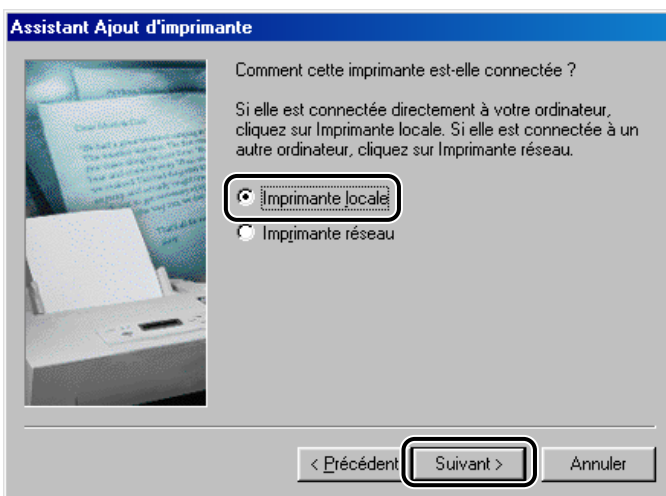 Assistant Ajout d'imprimante
Comment cette imprimante est-elle connectée ?
Si elle est connectée directement à votre ordinateur,
cliquez sur Imprimante locale. Si elle est connectée à un
autre ordinateur, cliquez sur Imprimante réseau.
Imprimante locale
Imprimante réseau
< Précédent
Suivant >
Annuler